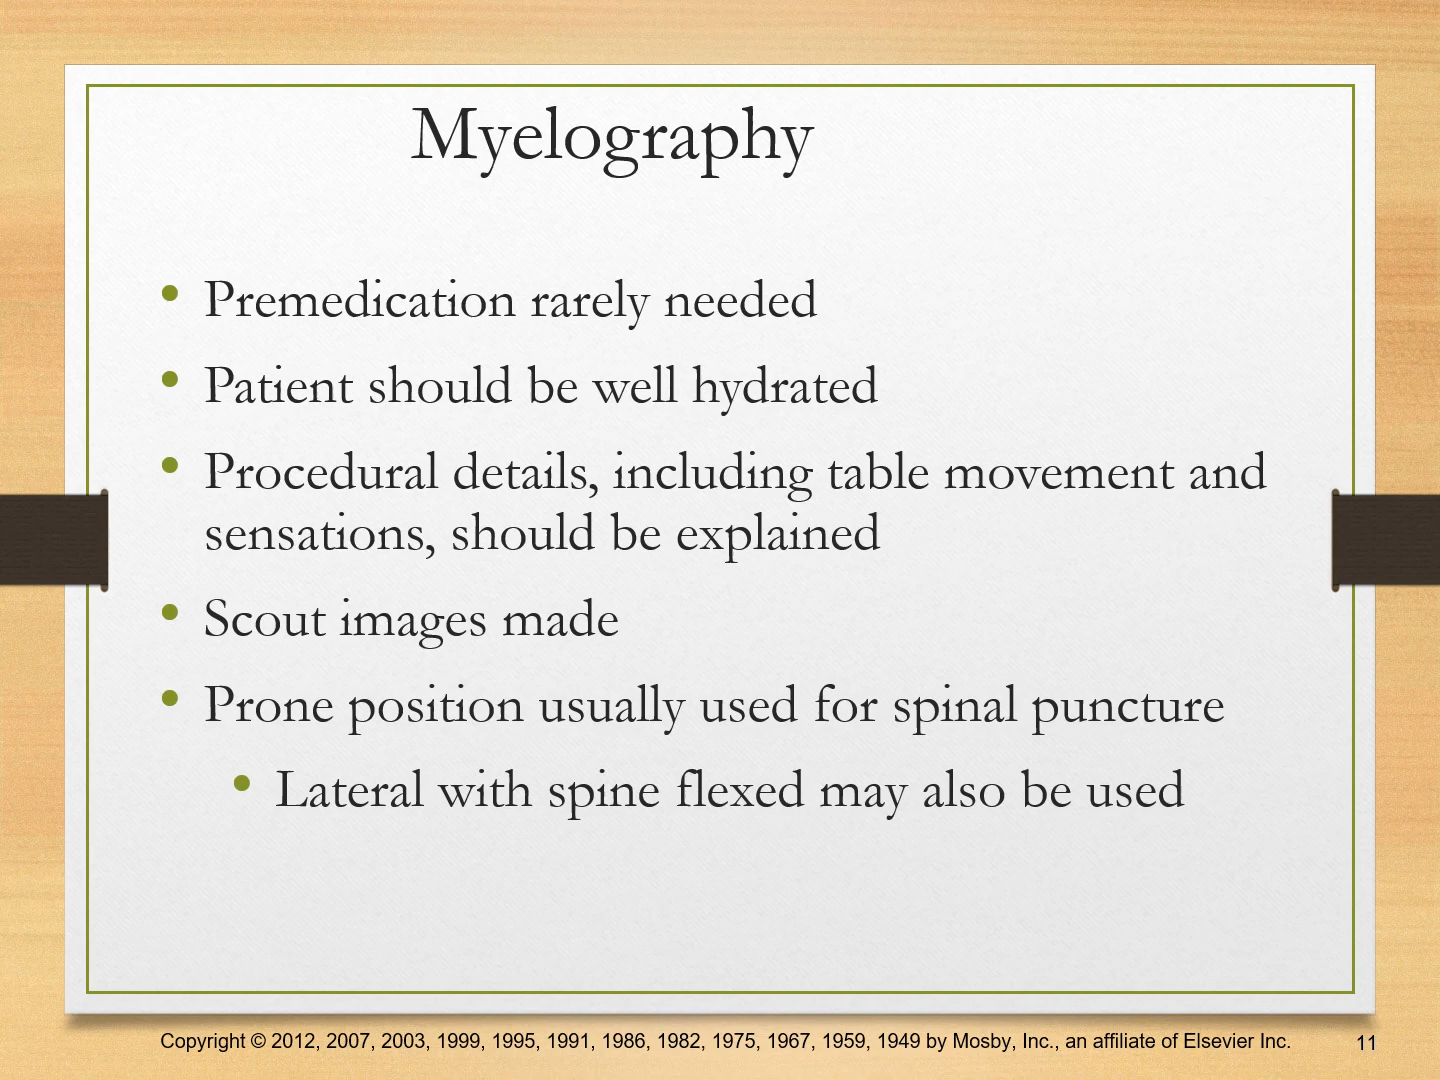 Myelography
• Premedication rarely needed
• Patient should be well hydrated
• Procedural details, including table movement and
sensations, should be explained
• Scout images made
• Prone position usually used for spinal puncture
• Lateral with spine flexed may also be used
Copyright © 2012, 2007, 2003, 1999, 1995, 1991, 1986, 1982, 1975, 1967, 1959, 1949 by Mosby, Inc., an affiliate of Elsevier Inc.
11